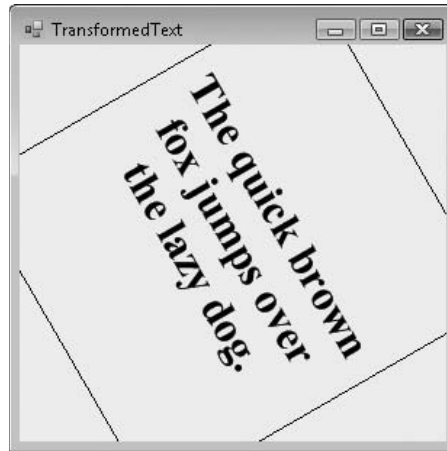 TransformedText
The quick brown
fox jumps over
the lazy dog.